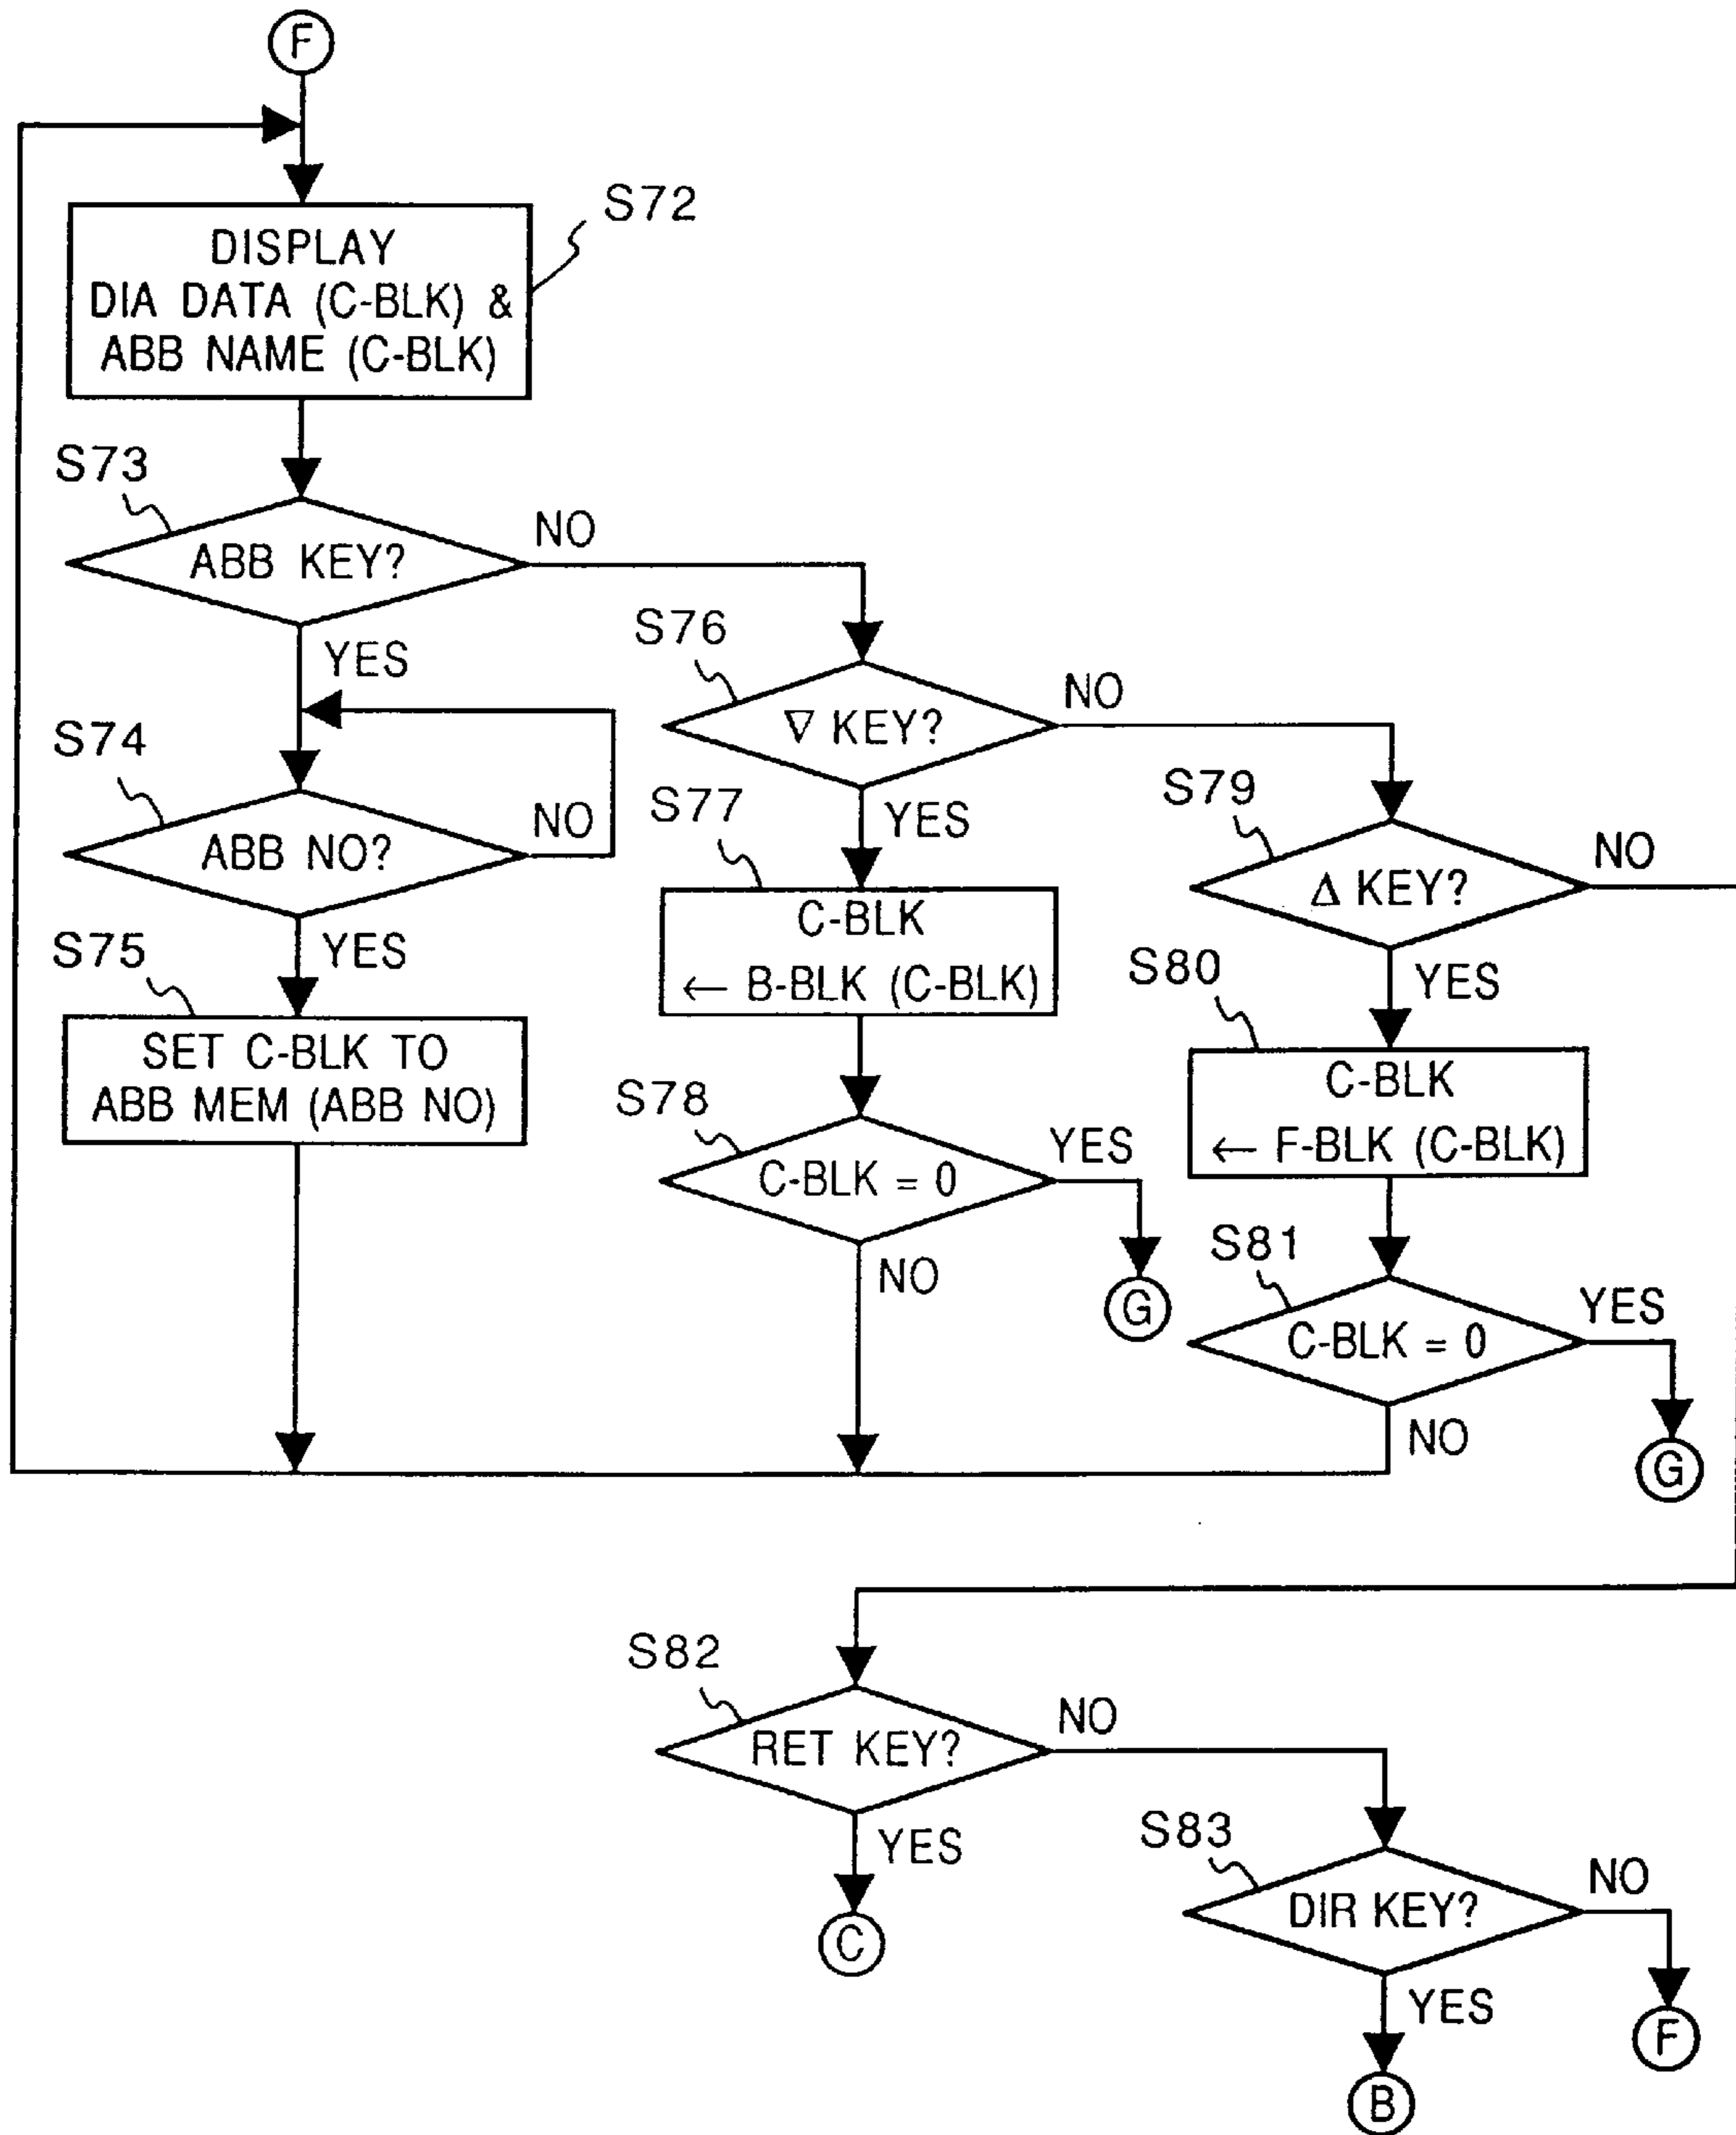 F
S72
DISPLAY
DIA DATA (C-BLK) &
ABB NAME (C-BLK)
S73
ABB KEY?
NO
YES
S74
ABB NO?
NO
YES
S75
SET C-BLK TO
ABB MEM (ABB NO)
S76
∇ KEY?
NO
YES
S77
C-BLK
← B-BLK (C-BLK)
S78
C-BLK = 0
YES
G
NO
S79
Δ KEY?
NO
YES
S80
C-BLK
← F-BLK (C-BLK)
S81
C-BLK = 0
YES
G
NO
S82
RET KEY?
NO
YES
C
S83
DIR KEY?
NO
F
YES
B